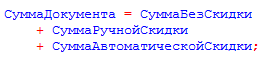 СуммаДокумента = СуммаБезСкидки
+ СуммаРучнойСкидки
+ СуммаАвтоматическойСкидки;